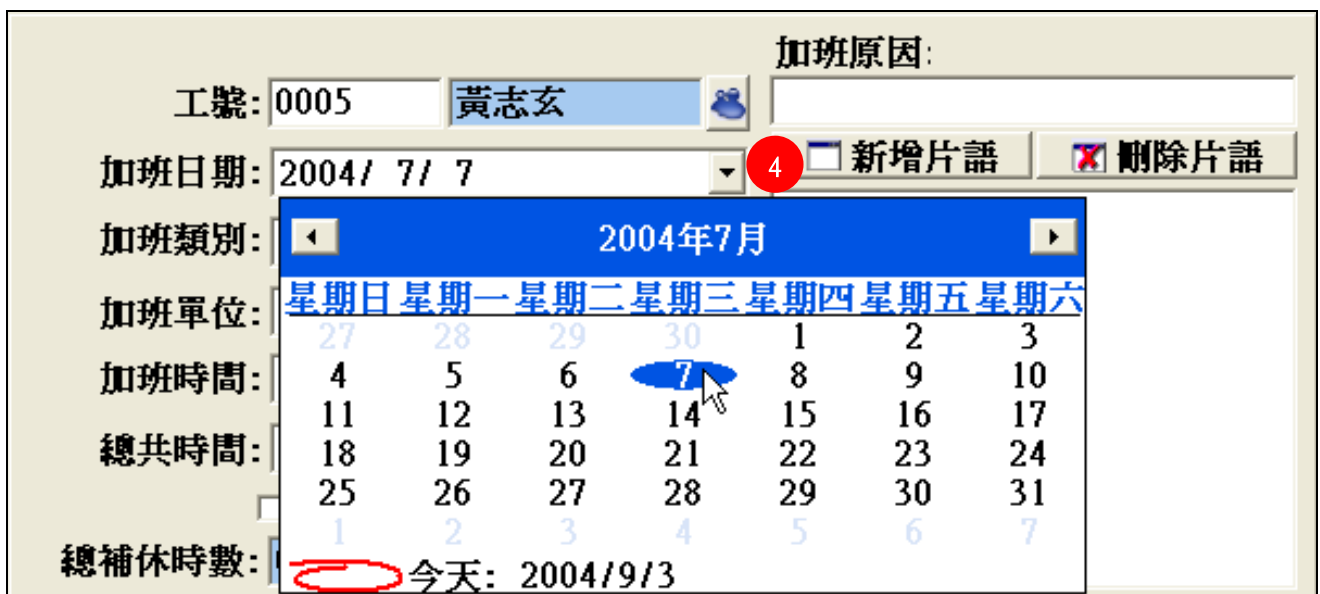 加班原因:
工號: 0005 黃志玄
加班日期: 2004/ 7/ 7
4 新增片語 刪除片語
加班類別:
2004年7月
加班單位:
星期日 星期一 星期二 星期三 星期四 星期五 星期六
27 28 29 30 1 2 3
加班時間:
4 5 6 7 8 9 10
11 12 13 14 15 16 17
總共時間:
18 19 20 21 22 23 24
25 26 27 28 29 30 31
1 2 3 4 5 6 7
總補休時數:
今天: 2004/9/3